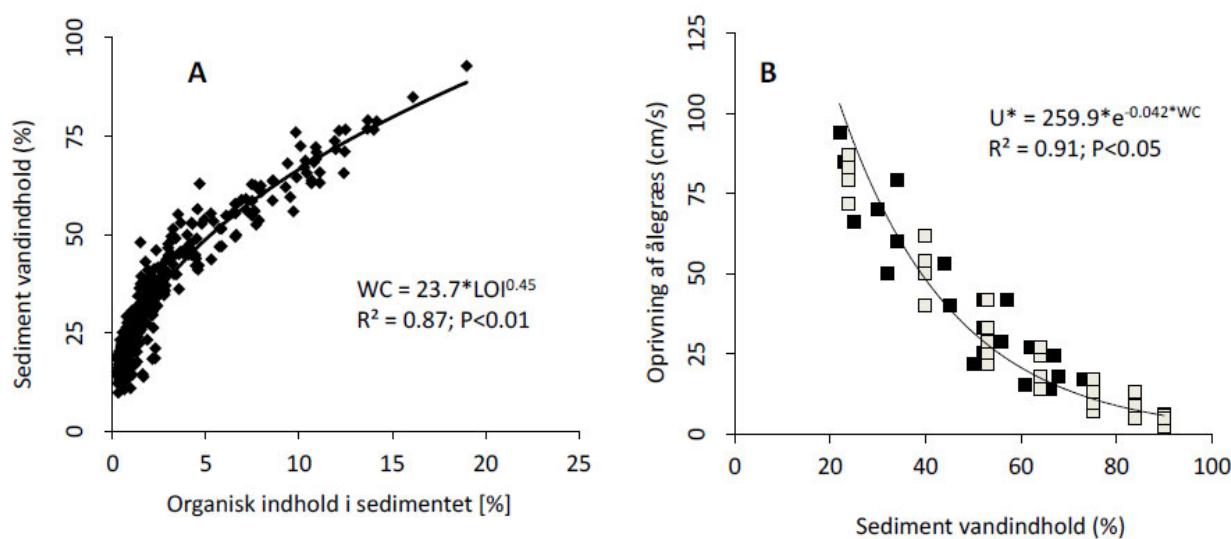 A
Sediment vandindhold (%)
100
75
50
25
0
WC = 23.7*LOI^0.45
R² = 0.87; P<0.01
0 5 10 15 20 25
Organisk indhold i sedimentet [%]
B
Oprivning af ålegræs (cm/s)
125
100
75
50
25
0
U* = 259.9*e^-0.042*WC
R² = 0.91; P<0.05
0 20 40 60 80 100
Sediment vandindhold (%)